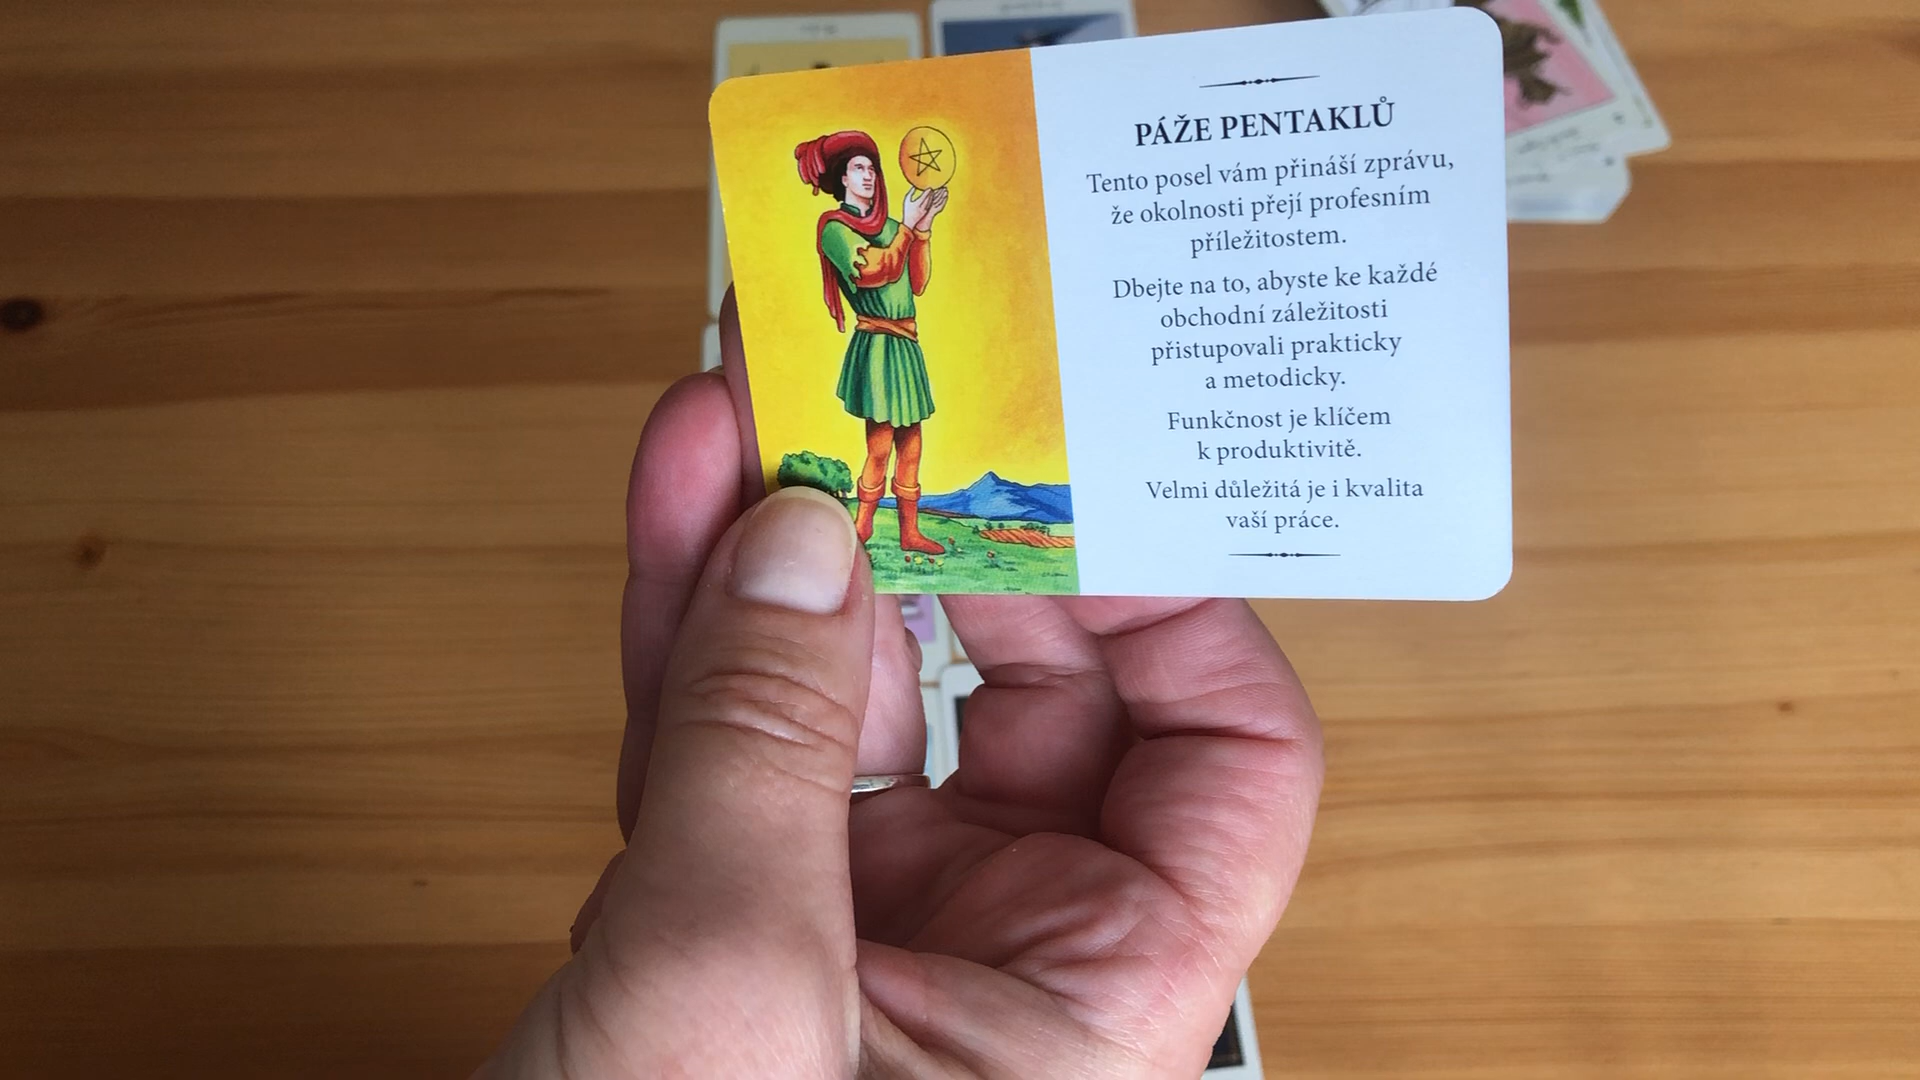 PÁŽE PENTAKLŮ
Tento posel vám přináší zprávu,
že okolnosti přejí profesním
příležitostem.
Dbejte na to, abyste ke každé
obchodní záležitosti
přistupovali prakticky
a metodicky.
Funkčnost je klíčem
k produktivitě.
Velmi důležitá je i kvalita
vaší práce.